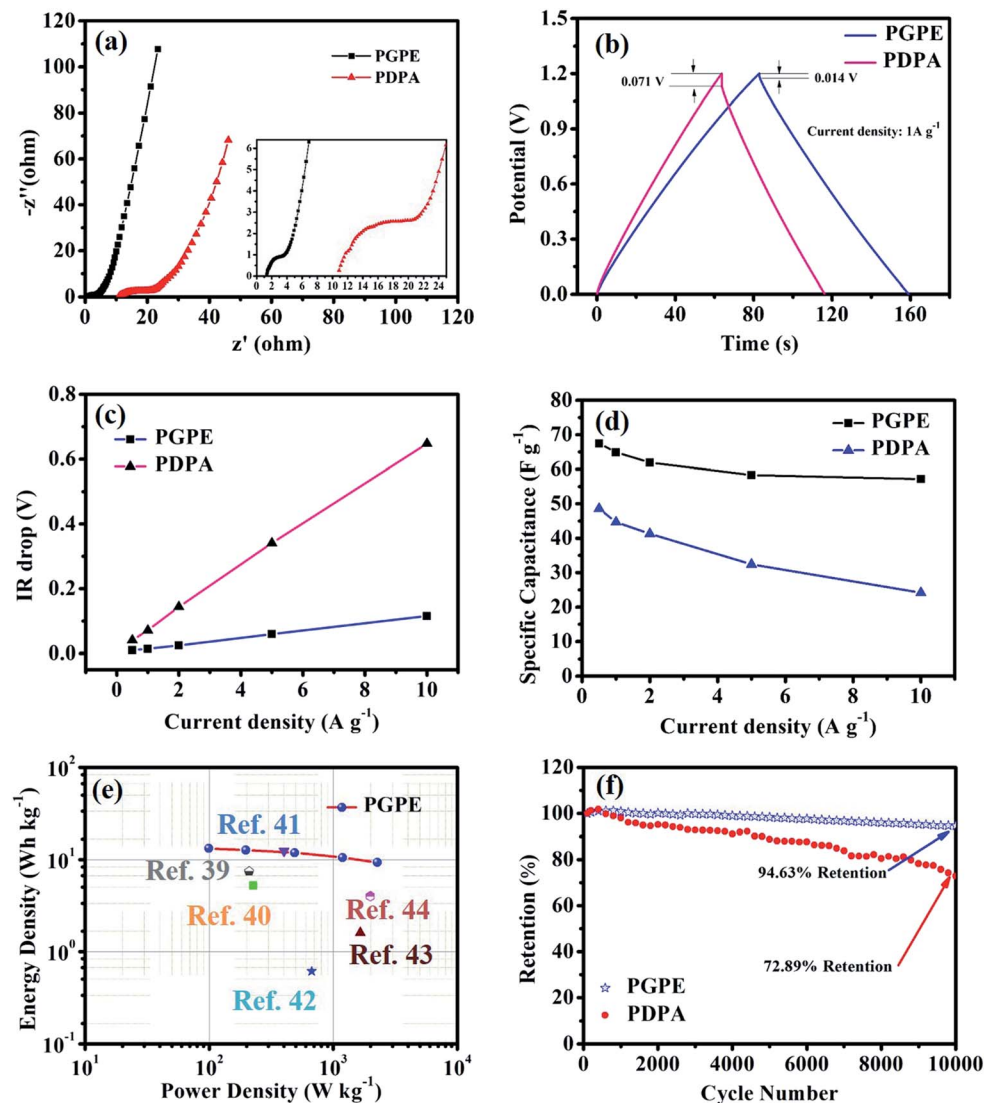 (a)
PGPE
PDPA
120
100
80
60
40
20
0
-z''(ohm)
6
5
4
3
2
1
0
2 4 6 8 10 12 14 16 18 20 22 24
0 20 40 60 80 100 120
z' (ohm)
(b)
PGPE
PDPA
0.071 V
0.014 V
Current density: 1A g-1
1.5
1.2
0.9
0.6
0.3
0.0
Potential (V)
0 40 80 120 160
Time (s)
(c)
PGPE
PDPA
0.8
0.6
0.4
0.2
0.0
IR drop (V)
0 2 4 6 8 10
Current density (A g-1)
(d)
PGPE
PDPA
80
70
60
50
40
30
20
10
0
Specific Capacitance (F g-1)
0 2 4 6 8 10
Current density (A g-1)
(e)
PGPE
Ref. 41
Ref. 39
Ref. 40
Ref. 44
Ref. 43
Ref. 42
10^2
10^1
10^0
10^-1
Energy Density (Wh kg-1)
10^1 10^2 10^3 10^4
Power Density (W kg-1)
(f)
94.63% Retention
72.89% Retention
PGPE
PDPA
120
100
80
60
40
20
0
Retention (%)
0 2000 4000 6000 8000 10000
Cycle Number